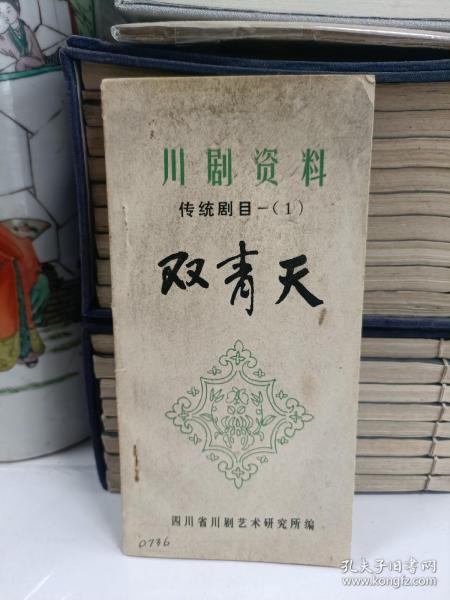 川剧资料
传统剧目一(1)
双青天
四川省川剧艺术研究所编
0736
孔夫子旧书网
www.kongfz.com